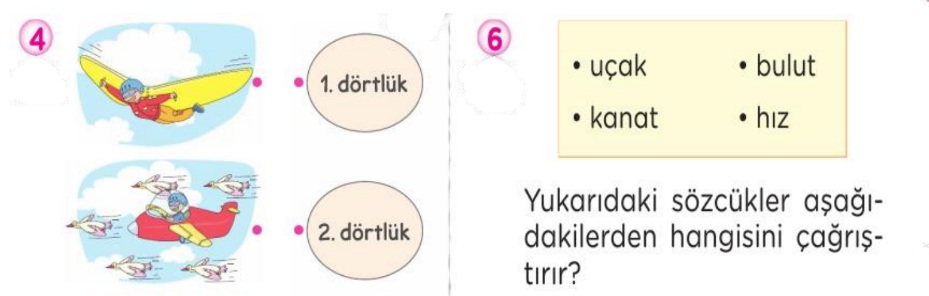 4
1. dörtlük
2. dörtlük
6
• uçak
• bulut
• kanat
• hız
Yukarıdaki sözcükler aşağı-
dakilerden hangisini çağrış-
tırır?